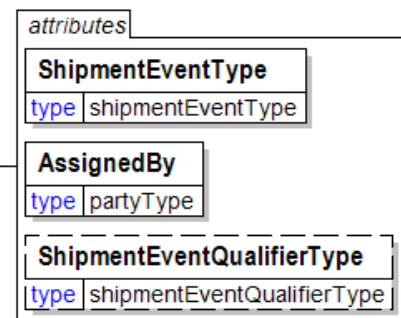 attributes
ShipmentEventType
type shipmentEventType
AssignedBy
type partyType
ShipmentEventQualifierType
type shipmentEventQualifierType